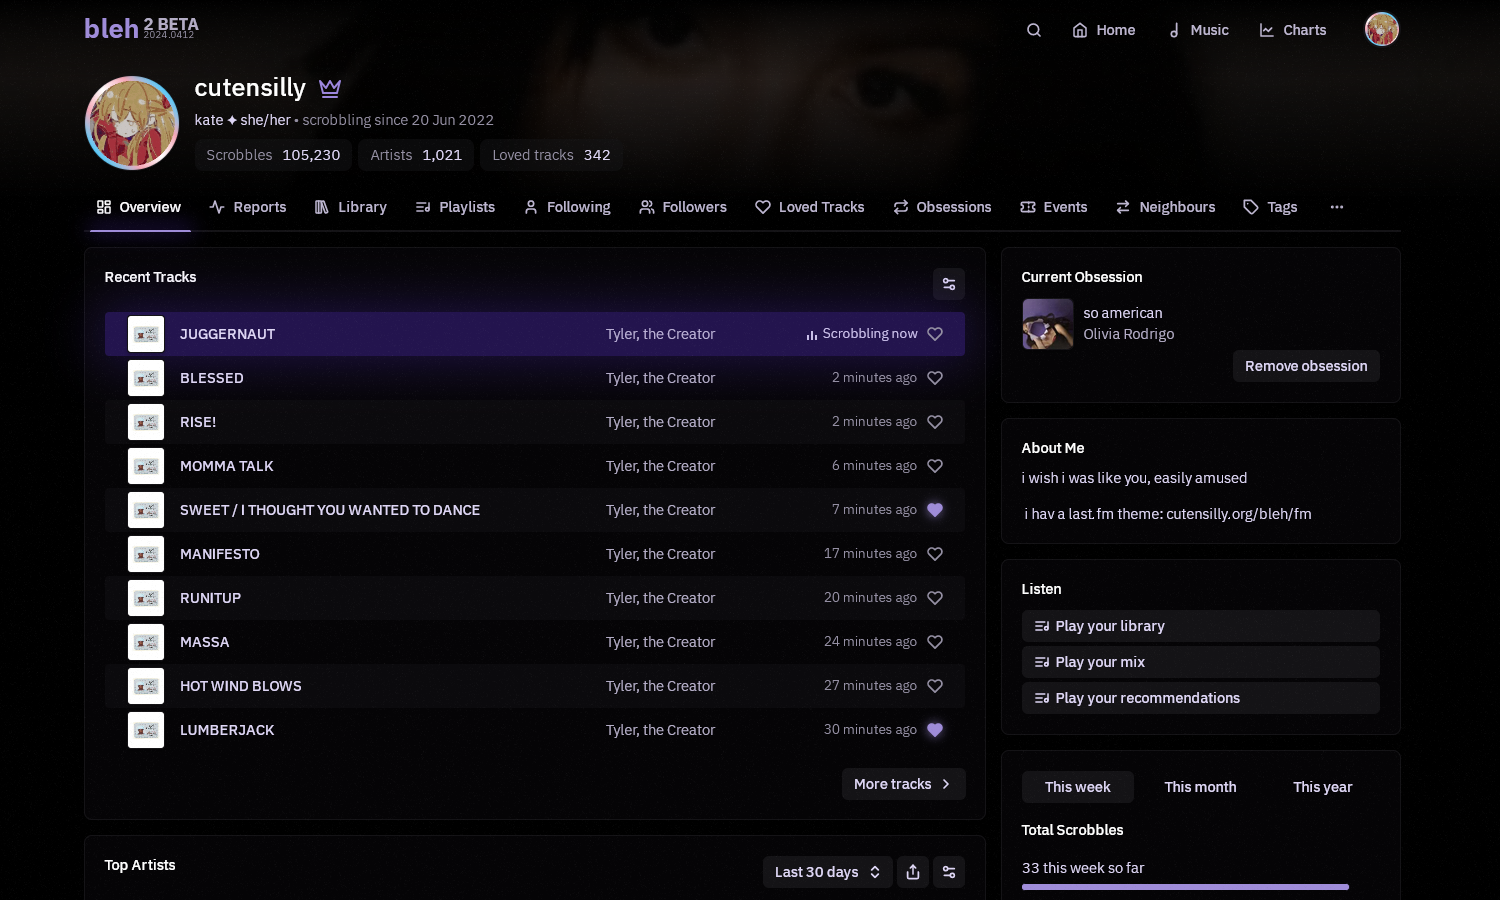 bleh 2 BETA
2024.0412
Home
Music
Charts
cutensilly
kate ✦ she/her • scrobbling since 20 Jun 2022
Scrobbles 105,230
Artists 1,021
Loved tracks 342
Overview
Reports
Library
Playlists
Following
Followers
Loved Tracks
Obsessions
Events
Neighbours
Tags
Recent Tracks
JUGGERNAUT Tyler, the Creator Scrobbling now
BLESSED Tyler, the Creator 2 minutes ago
RISE! Tyler, the Creator 2 minutes ago
MOMMA TALK Tyler, the Creator 6 minutes ago
SWEET / I THOUGHT YOU WANTED TO DANCE Tyler, the Creator 7 minutes ago
MANIFESTO Tyler, the Creator 17 minutes ago
RUNITUP Tyler, the Creator 20 minutes ago
MASSA Tyler, the Creator 24 minutes ago
HOT WIND BLOWS Tyler, the Creator 27 minutes ago
LUMBERJACK Tyler, the Creator 30 minutes ago
More tracks
Top Artists
Last 30 days
Current Obsession
so american
Olivia Rodrigo
Remove obsession
About Me
i wish i was like you, easily amused
i hav a last.fm theme: cutensilly.org/bleh/fm
Listen
Play your library
Play your mix
Play your recommendations
This week
This month
This year
Total Scrobbles
33 this week so far